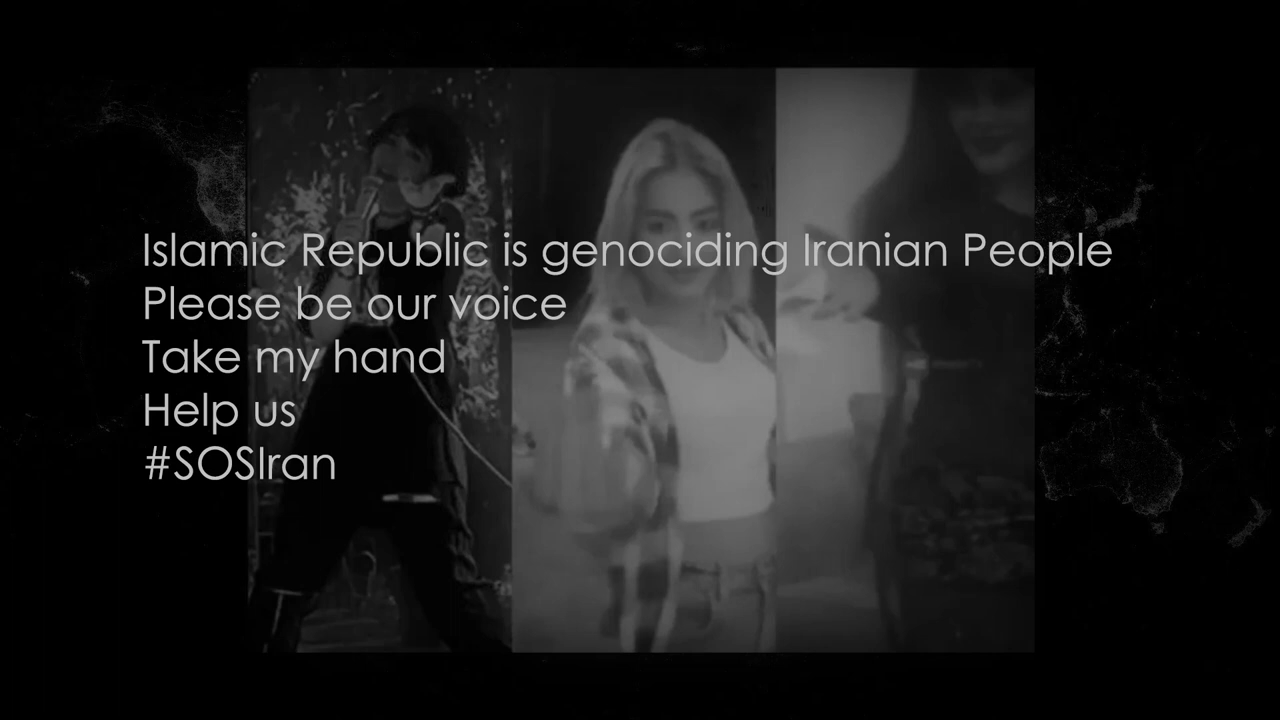 Islamic Republic is genociding Iranian People
Please be our voice
Take my hand
Help us
#SOSIran